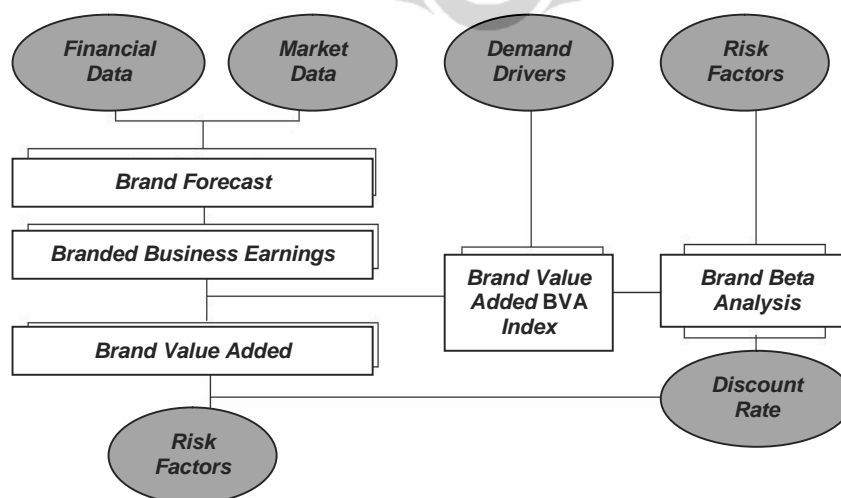 Financial
Data
Market
Data
Demand
Drivers
Risk
Factors
Brand Forecast
Branded Business Earnings
Brand Value
Added BVA
Index
Brand Beta
Analysis
Brand Value Added
Discount
Rate
Risk
Factors